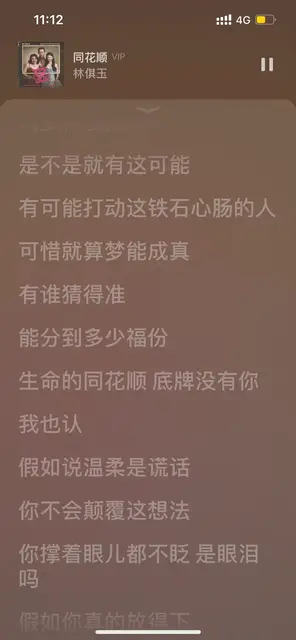 11:12
4G
同花顺 VIP
林俱玉
是不是就有这可能
有可能打动这铁石心肠的人
可惜就算梦能成真
有谁猜得准
能分到多少福份
生命的同花顺 底牌没有你
我也认
假如说温柔是谎话
你不会颠覆这想法
你撑着眼儿都不眨 是眼泪
吗
假如你真的放得下